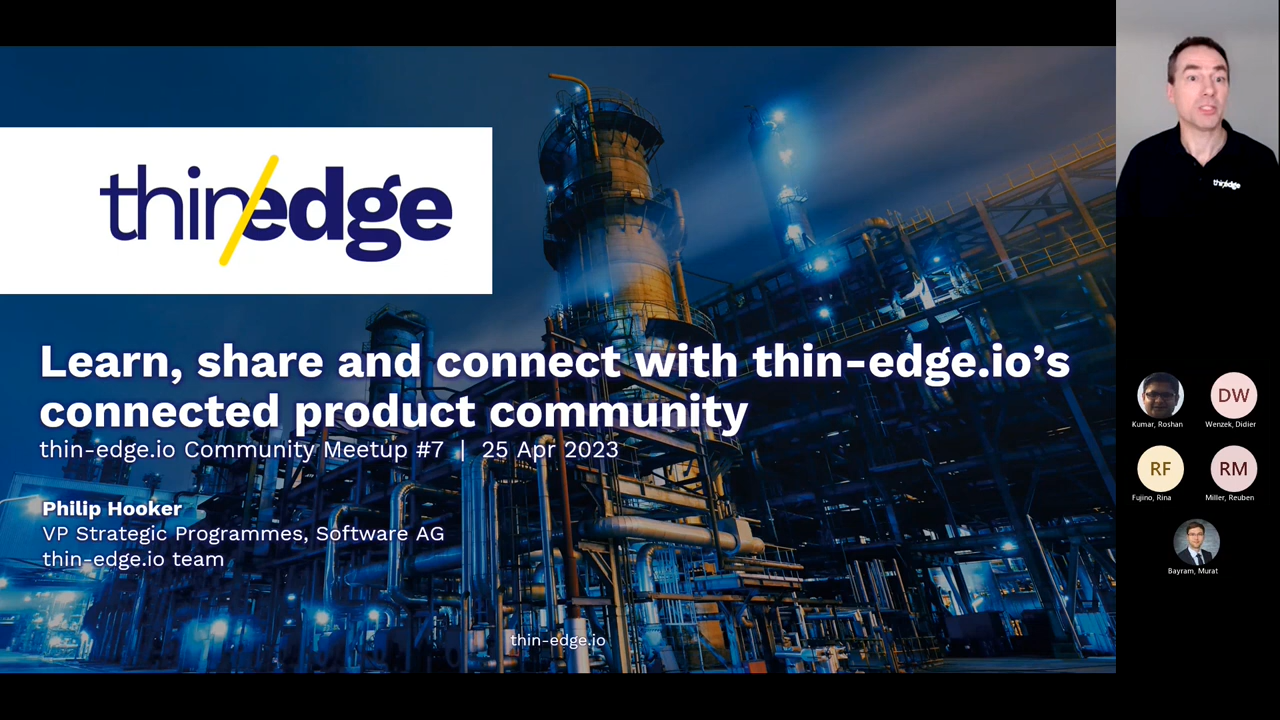 thinedge
Learn, share and connect with thin-edge.io’s
connected product community
thin-edge.io Community Meetup #7 | 25 Apr 2023
Philip Hooker
VP Strategic Programmes, Software AG
thin-edge.io team
thin-edge.io
thinedge
DW
Kumar, Roshan
Wenzek, Didier
RF
RM
Fujino, Rina
Miller, Reuben
Bayram, Murat